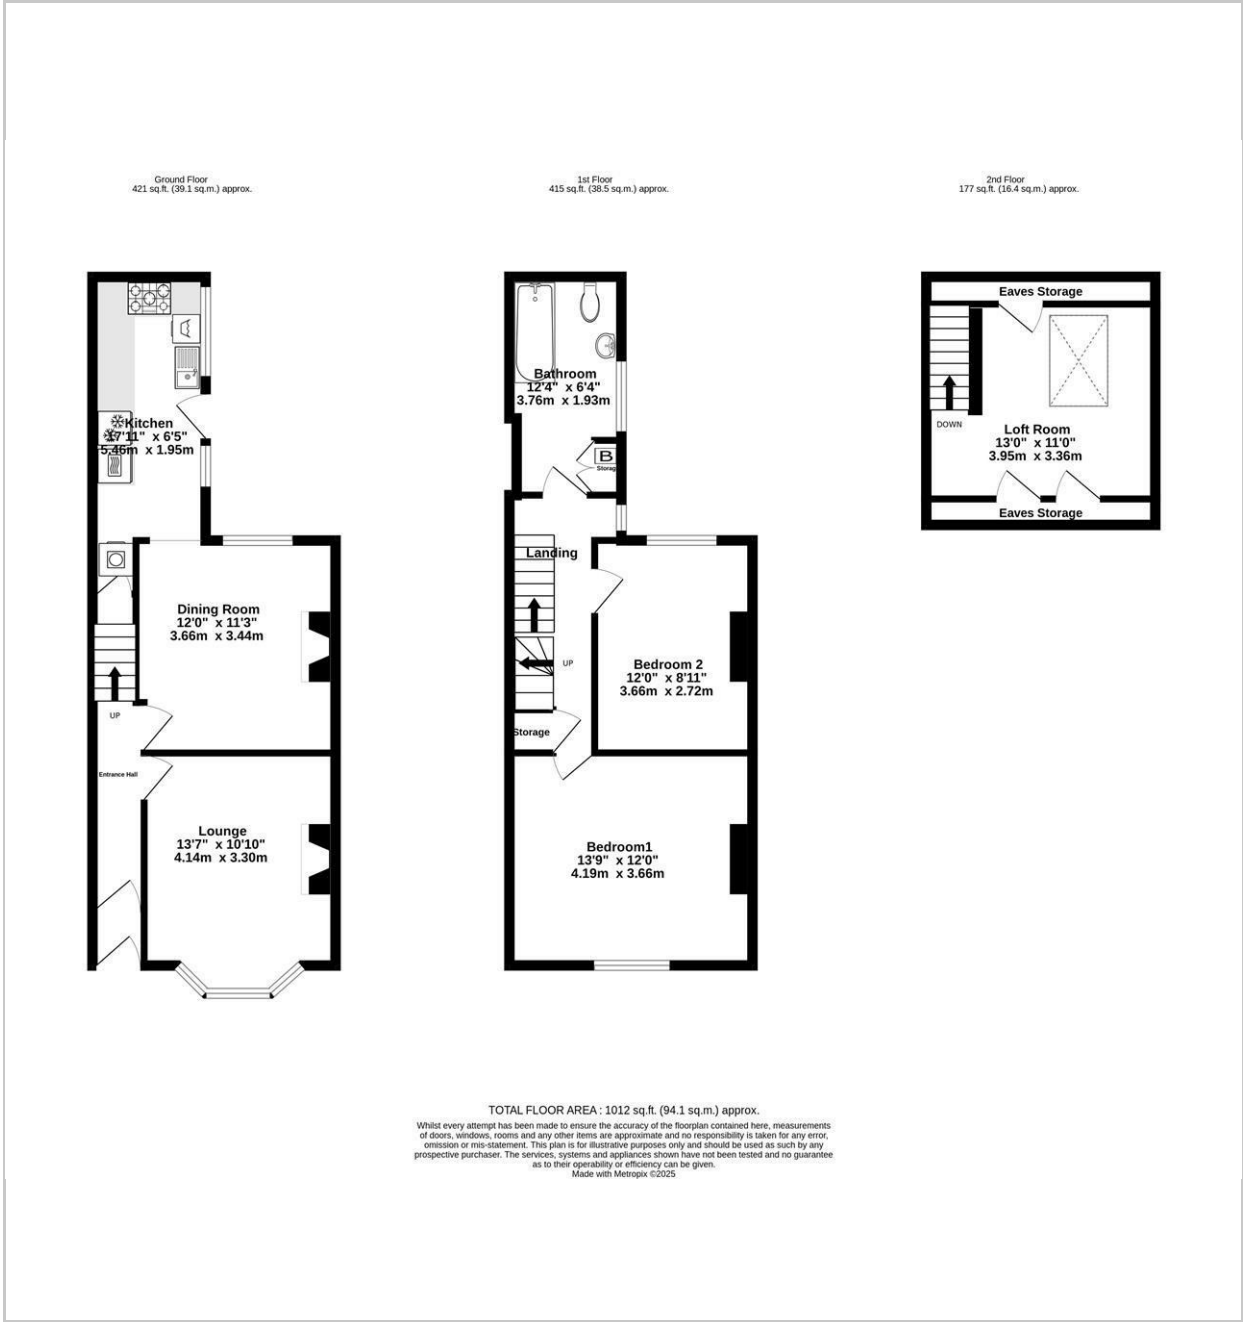 Ground Floor
421 sq.ft. (39.1 sq.m.) approx.
1st Floor
415 sq.ft. (38.5 sq.m.) approx.
2nd Floor
177 sq.ft. (16.4 sq.m.) approx.
Kitchen
17'11" x 6'5"
5.46m x 1.95m
Dining Room
12'0" x 11'3"
3.66m x 3.44m
UP
Entrance Hall
Lounge
13'7" x 10'10"
4.14m x 3.30m
Bathroom
12'4" x 6'4"
3.76m x 1.93m
B
Storage
Landing
UP
Bedroom 2
12'0" x 8'11"
3.66m x 2.72m
Storage
Bedroom1
13'9" x 12'0"
4.19m x 3.66m
Eaves Storage
DOWN
Loft Room
13'0" x 11'0"
3.95m x 3.36m
Eaves Storage
TOTAL FLOOR AREA : 1012 sq.ft. (94.1 sq.m.) approx.
Whilst every attempt has been made to ensure the accuracy of the floorplan contained here, measurements
of doors, windows, rooms and any other items are approximate and no responsibility is taken for any error,
omission or mis-statement. This plan is for illustrative purposes only and should be used as such by any
prospective purchaser. The services, systems and appliances shown have not been tested and no guarantee
as to their operability or efficiency can be given.
Made with Metropix ©2025